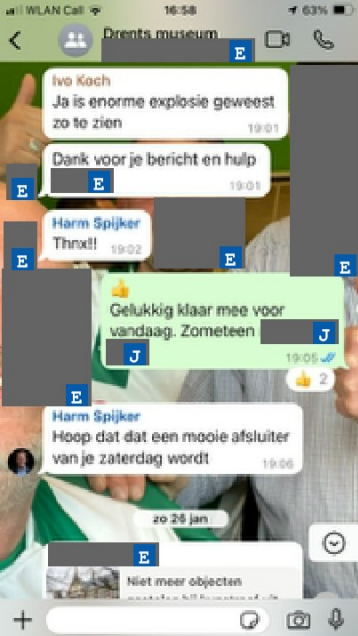 WLAN Call 16:58 63%
Drents museum
E
Ivo Koch
Ja is enorme explosie geweest
zo te zien
19:01
Dank voor je bericht en hulp
E
E
19:01
Harm Spijker
Thnx!!
19:02
E
E
E
👍
Gelukkig klaar mee voor
vandaag. Zometeen
J
J
19:05
👍 2
E
Harm Spijker
Hoop dat dat een mooie afsluiter
van je zaterdag wordt
19:06
zo 26 jan
E
Niet meer objecten